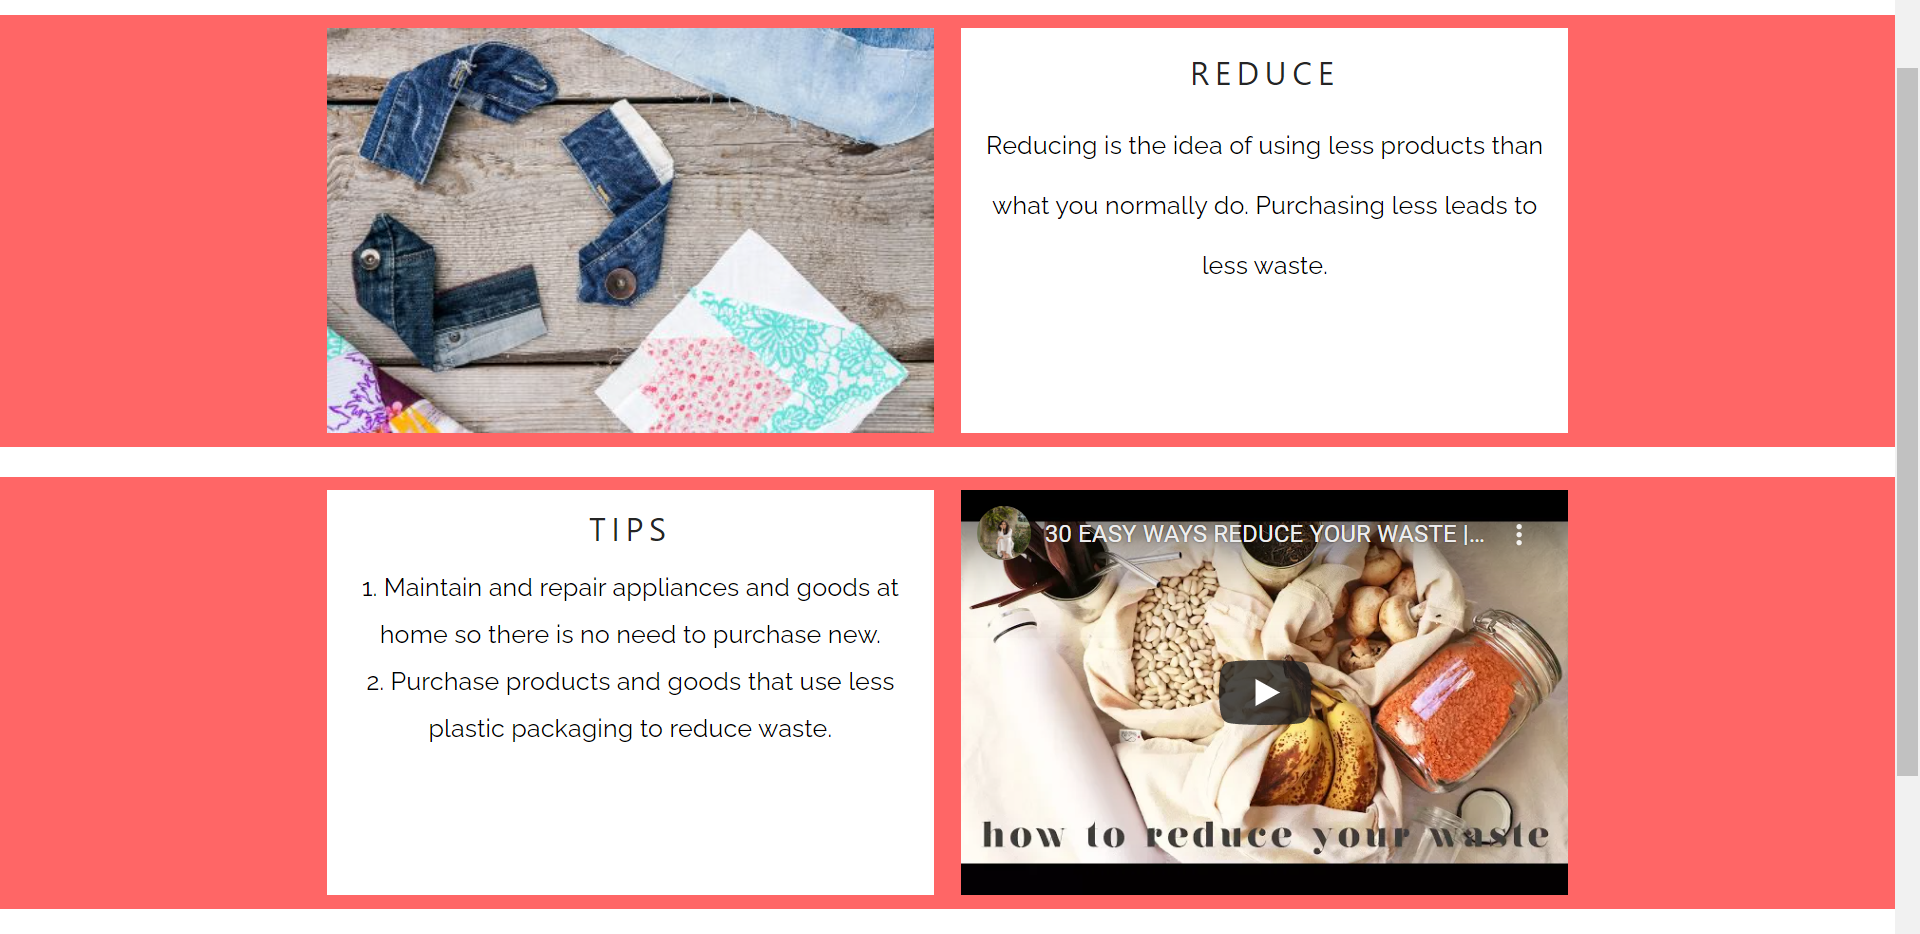 REDUCE
Reducing is the idea of using less products than
what you normally do. Purchasing less leads to
less waste.
TIPS
1. Maintain and repair appliances and goods at
home so there is no need to purchase new.
2. Purchase products and goods that use less
plastic packaging to reduce waste.
30 EASY WAYS REDUCE YOUR WASTE |...
how to reduce your waste